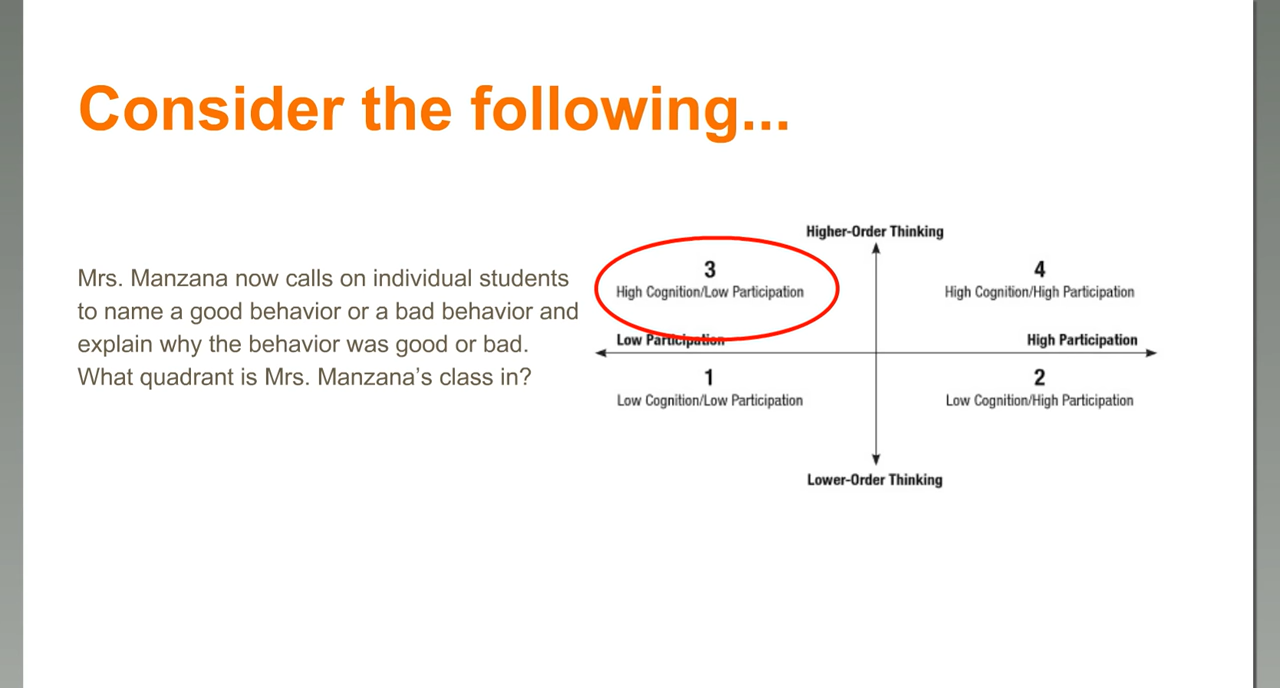 Consider the following...
Mrs. Manzana now calls on individual students
to name a good behavior or a bad behavior and
explain why the behavior was good or bad.
What quadrant is Mrs. Manzana's class in?
Higher-Order Thinking
3
High Cognition/Low Participation
4
High Cognition/High Participation
Low Participation
High Participation
1
Low Cognition/Low Participation
2
Low Cognition/High Participation
Lower-Order Thinking